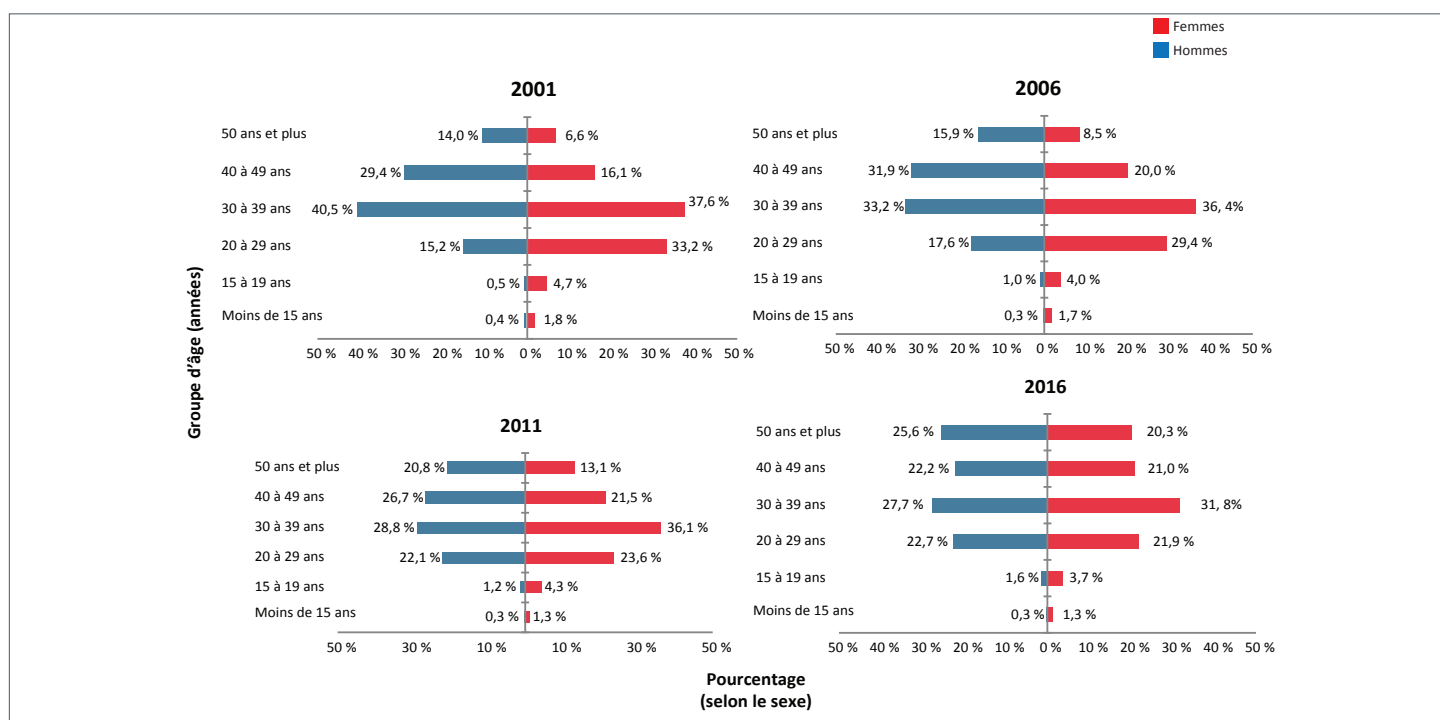 Femmes
Hommes
2001
50 ans et plus 14,0 % 6,6 %
40 à 49 ans 29,4 % 16,1 %
30 à 39 ans 40,5 % 37,6 %
20 à 29 ans 15,2 % 33,2 %
15 à 19 ans 0,5 % 4,7 %
Moins de 15 ans 0,4 % 1,8 %
50 % 40 % 30 % 20 % 10 % 0 % 10 % 20 % 30 % 40 % 50 %
2006
50 ans et plus 15,9 % 8,5 %
40 à 49 ans 31,9 % 20,0 %
30 à 39 ans 33,2 % 36, 4%
20 à 29 ans 17,6 % 29,4 %
15 à 19 ans 1,0 % 4,0 %
Moins de 15 ans 0,3 % 1,7 %
50 % 40 % 30 % 20 % 10 % 0 % 10 % 20 % 30 % 40 % 50 %
Groupe d'âge (années)
2011
50 ans et plus 20,8 % 13,1 %
40 à 49 ans 26,7 % 21,5 %
30 à 39 ans 28,8 % 36,1 %
20 à 29 ans 22,1 % 23,6 %
15 à 19 ans 1,2 % 4,3 %
Moins de 15 ans 0,3 % 1,3 %
50 % 30 % 10 % 10 % 30 % 50 %
2016
50 ans et plus 25,6 % 20,3 %
40 à 49 ans 22,2 % 21,0 %
30 à 39 ans 27,7 % 31, 8%
20 à 29 ans 22,7 % 21,9 %
15 à 19 ans 1,6 % 3,7 %
Moins de 15 ans 0,3 % 1,3 %
50 % 40 % 30 % 20 % 10 % 0 % 10 % 20 % 30 % 40 % 50 %
Pourcentage
(selon le sexe)